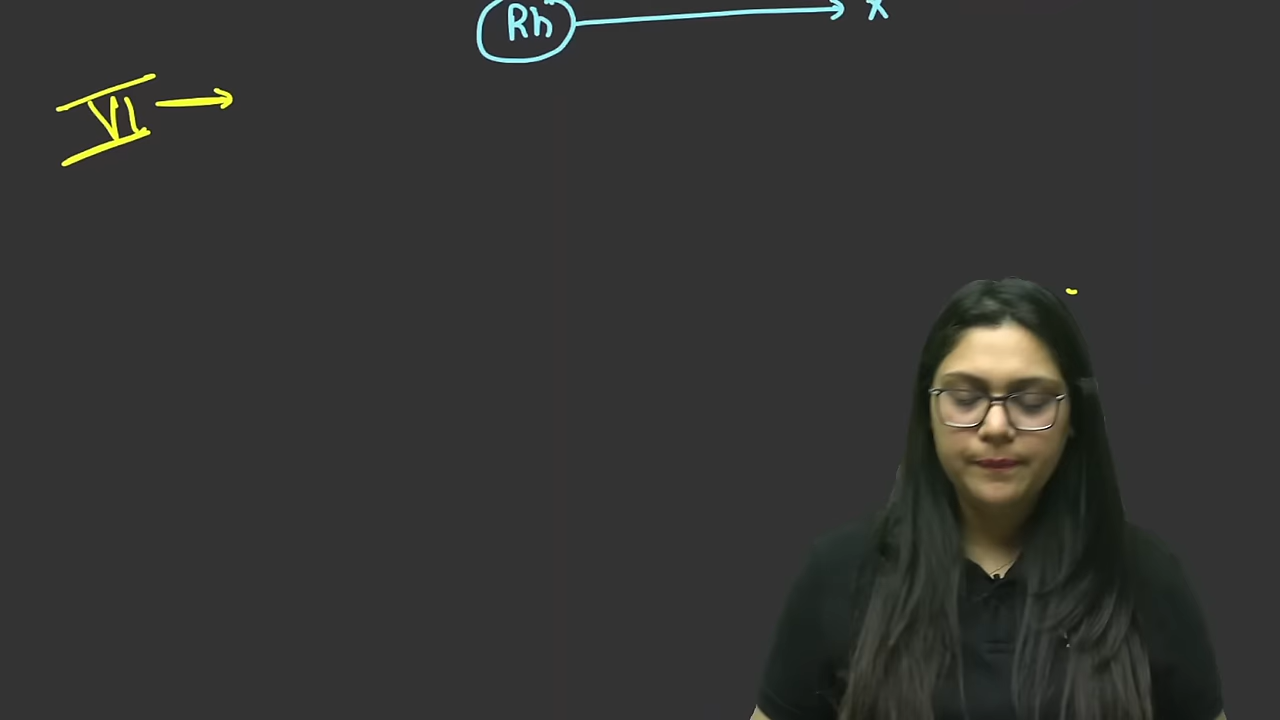 Rh → x
VI →